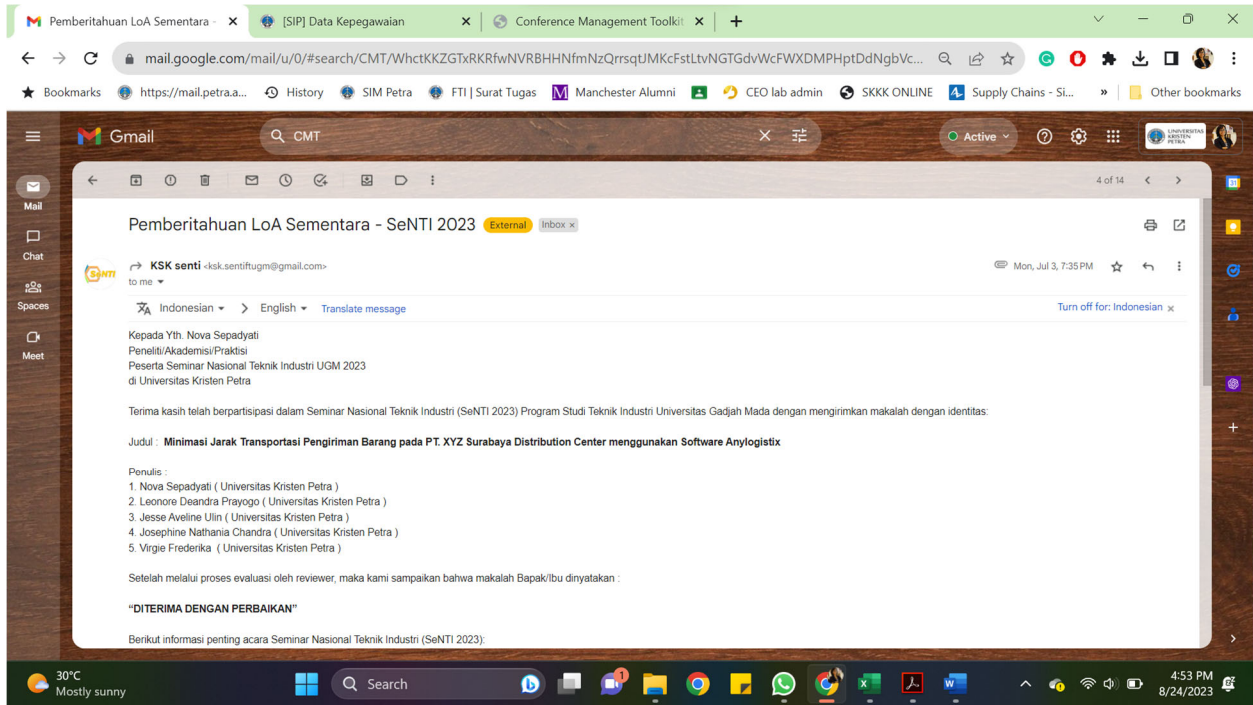 Pemberitahuan LoA Sementara -
[SIP] Data Kepegawaian
Conference Management Toolkit
mail.google.com/mail/u/0/#search/CMT/WhctKKZGTxRKRfwNVRBHHNfmNzQrrsqtJMKcFstLtvNGTGdvWcFWXDMPHptDdNgbVc...
Bookmarks https://mail.petra.a... History SIM Petra FTI | Surat Tugas Manchester Alumni CEO lab admin SKKK ONLINE Supply Chains - Si... » Other bookmarks
Gmail
CMT
Active
UNIVERSITAS KRISTEN PETRA
4 of 14
Mail
Chat
Spaces
Meet
Pemberitahuan LoA Sementara - SeNTI 2023 External Inbox ×
KSK senti <ksk.sentiftugm@gmail.com> Mon, Jul 3, 7:35 PM
to me
Indonesian > English Translate message Turn off for: Indonesian ×
Kepada Yth. Nova Sepadyati
Peneliti/Akademisi/Praktisi
Peserta Seminar Nasional Teknik Industri UGM 2023
di Universitas Kristen Petra
Terima kasih telah berpartisipasi dalam Seminar Nasional Teknik Industri (SeNTI 2023) Program Studi Teknik Industri Universitas Gadjah Mada dengan mengirimkan makalah dengan identitas:
Judul : Minimasi Jarak Transportasi Pengiriman Barang pada PT. XYZ Surabaya Distribution Center menggunakan Software Anylogistix
Penulis :
1. Nova Sepadyati ( Universitas Kristen Petra )
2. Leonore Deandra Prayogo ( Universitas Kristen Petra )
3. Jesse Aveline Ulin ( Universitas Kristen Petra )
4. Josephine Nathania Chandra ( Universitas Kristen Petra )
5. Virgie Frederika ( Universitas Kristen Petra )
Setelah melalui proses evaluasi oleh reviewer, maka kami sampaikan bahwa makalah Bapak/Ibu dinyatakan :
“DITERIMA DENGAN PERBAIKAN”
Berikut informasi penting acara Seminar Nasional Teknik Industri (SeNTI 2023):
30°C
Mostly sunny
Search
4:53 PM
8/24/2023